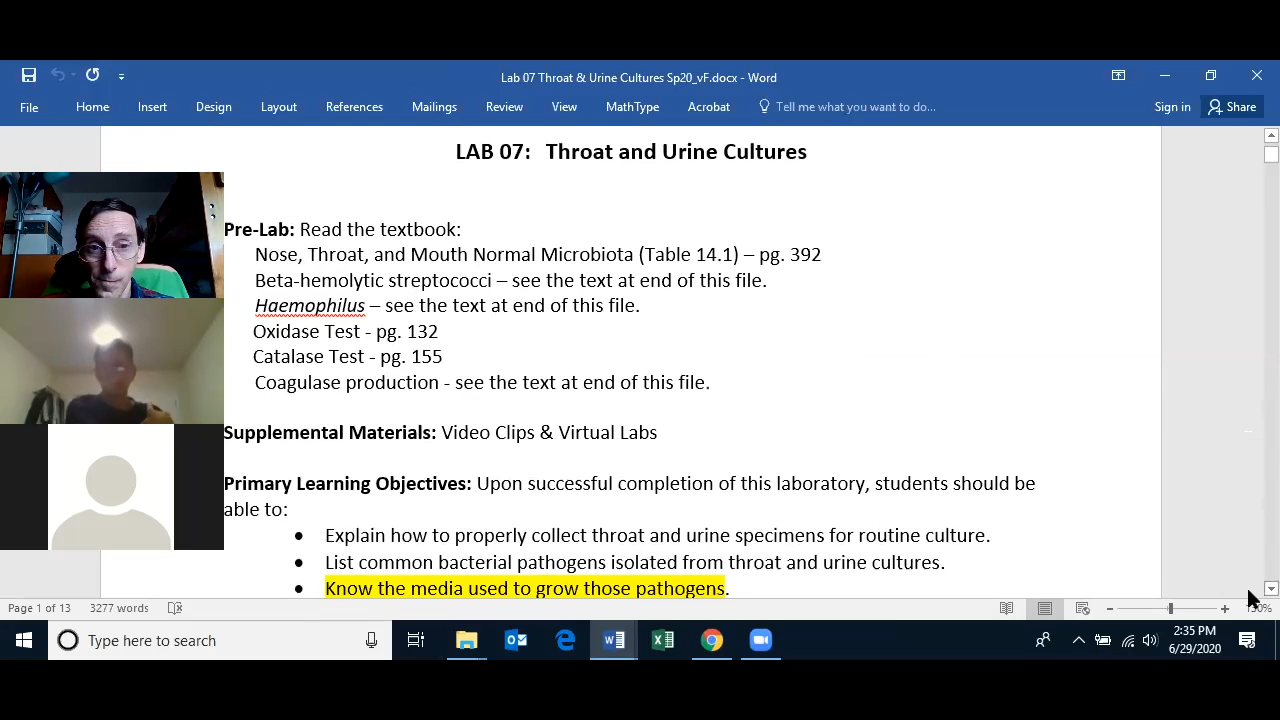 Lab 07 Throat & Urine Cultures Sp20_vF.docx - Word
File Home Insert Design Layout References Mailings Review View MathType Acrobat Tell me what you want to do... Sign in Share
LAB 07: Throat and Urine Cultures
Pre-Lab: Read the textbook:
Nose, Throat, and Mouth Normal Microbiota (Table 14.1) – pg. 392
Beta-hemolytic streptococci – see the text at end of this file.
Haemophilus – see the text at end of this file.
Oxidase Test - pg. 132
Catalase Test - pg. 155
Coagulase production - see the text at end of this file.
Supplemental Materials: Video Clips & Virtual Labs
Primary Learning Objectives: Upon successful completion of this laboratory, students should be
able to:
• Explain how to properly collect throat and urine specimens for routine culture.
• List common bacterial pathogens isolated from throat and urine cultures.
• Know the media used to grow those pathogens.
Page 1 of 13 3277 words
Type here to search
2:35 PM
6/29/2020